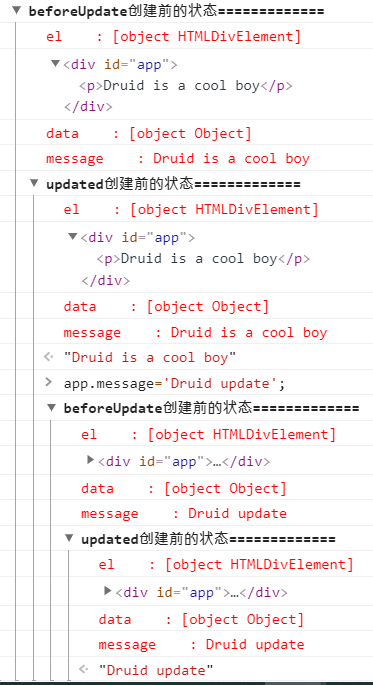 beforeUpdate创建前的状态=============
el : [object HTMLDivElement]
<div id="app">
<p>Druid is a cool boy</p>
</div>
data : [object Object]
message : Druid is a cool boy
updated创建前的状态=============
el : [object HTMLDivElement]
<div id="app">
<p>Druid is a cool boy</p>
</div>
data : [object Object]
message : Druid is a cool boy
"Druid is a cool boy"
app.message='Druid update';
beforeUpdate创建前的状态=============
el : [object HTMLDivElement]
<div id="app">…</div>
data : [object Object]
message : Druid update
updated创建前的状态=============
el : [object HTMLDivElement]
<div id="app">…</div>
data : [object Object]
message : Druid update
"Druid update"